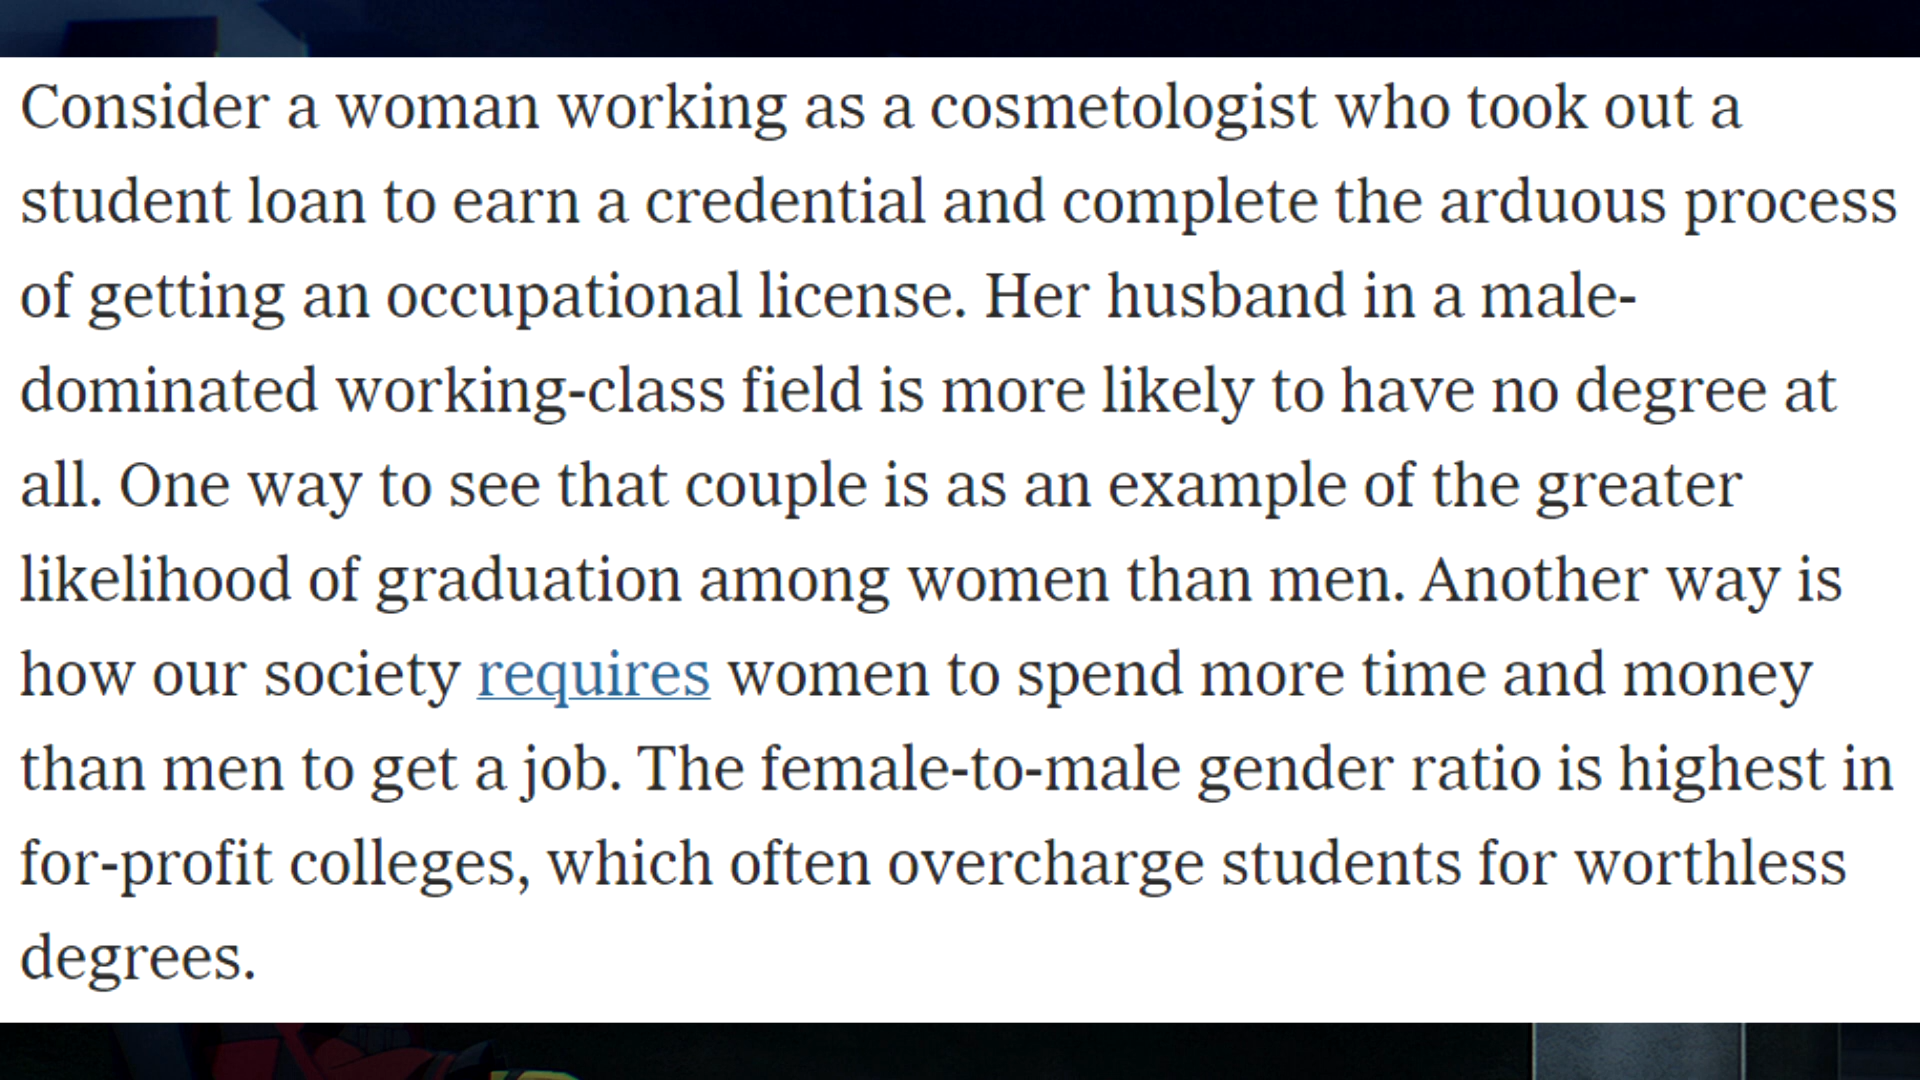 Consider a woman working as a cosmetologist who took out a
student loan to earn a credential and complete the arduous process
of getting an occupational license. Her husband in a male-
dominated working-class field is more likely to have no degree at
all. One way to see that couple is as an example of the greater
likelihood of graduation among women than men. Another way is
how our society requires women to spend more time and money
than men to get a job. The female-to-male gender ratio is highest in
for-profit colleges, which often overcharge students for worthless
degrees.